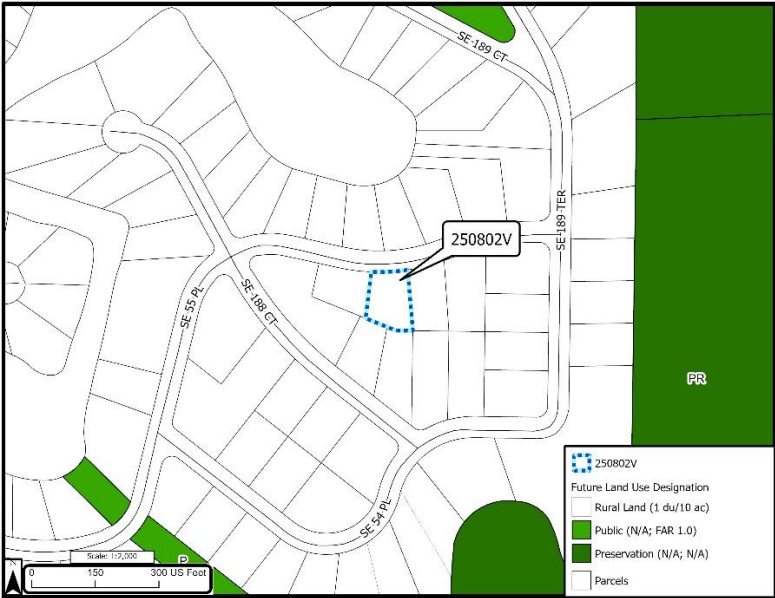 SE-189 CT
250802V
SE-189-TER
SE 55 PL
SE-188 CT
PR
SE 54 PL
P
250802V
Future Land Use Designation
Rural Land (1 du/10 ac)
Public (N/A; FAR 1.0)
Preservation (N/A; N/A)
Parcels
Scale: 1:2,000
N
0 150 300 US Feet